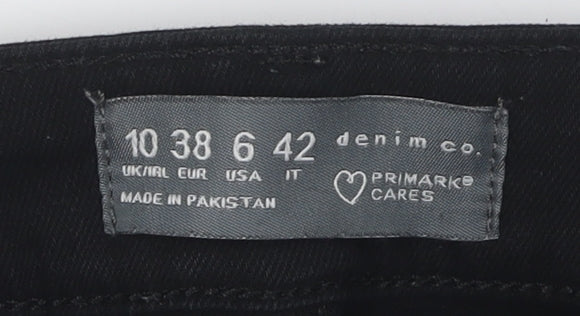 10 38 6 42 denim co.
UK/IRL EUR USA IT PRIMARK®
CARES
MADE IN PAKISTAN